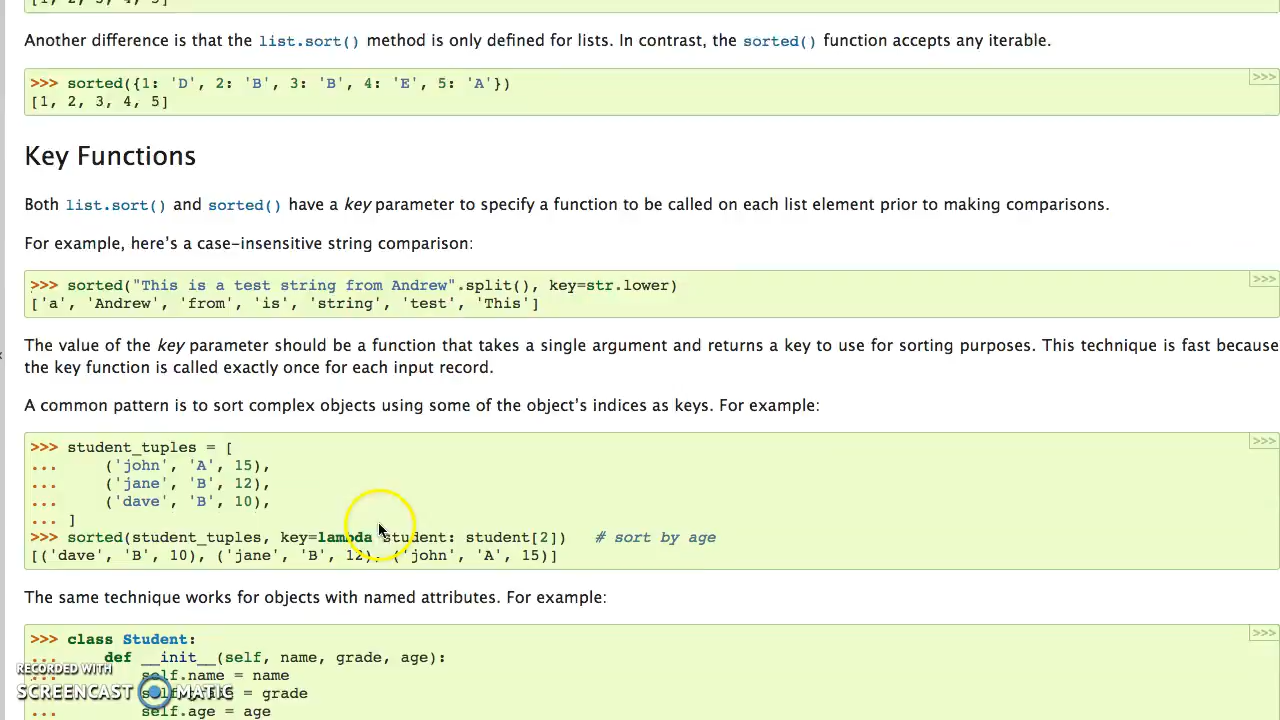 [1, 2, 3, 4, 5]
Another difference is that the list.sort() method is only defined for lists. In contrast, the sorted() function accepts any iterable.
>>>
>>> sorted({1: 'D', 2: 'B', 3: 'B', 4: 'E', 5: 'A'})
[1, 2, 3, 4, 5]
Key Functions
Both list.sort() and sorted() have a key parameter to specify a function to be called on each list element prior to making comparisons.
For example, here's a case-insensitive string comparison:
>>>
>>> sorted("This is a test string from Andrew".split(), key=str.lower)
['a', 'Andrew', 'from', 'is', 'string', 'test', 'This']
The value of the key parameter should be a function that takes a single argument and returns a key to use for sorting purposes. This technique is fast because
the key function is called exactly once for each input record.
A common pattern is to sort complex objects using some of the object's indices as keys. For example:
>>>
>>> student_tuples = [
...     ('john', 'A', 15),
...     ('jane', 'B', 12),
...     ('dave', 'B', 10),
... ]
>>> sorted(student_tuples, key=lambda student: student[2])   # sort by age
[('dave', 'B', 10), ('jane', 'B', 12), ('john', 'A', 15)]
The same technique works for objects with named attributes. For example:
>>>
>>> class Student:
...     def __init__(self, name, grade, age):
...         self.name = name
= grade
...         self.age = age
RECORDED WITH
SCREENCAST MATIC